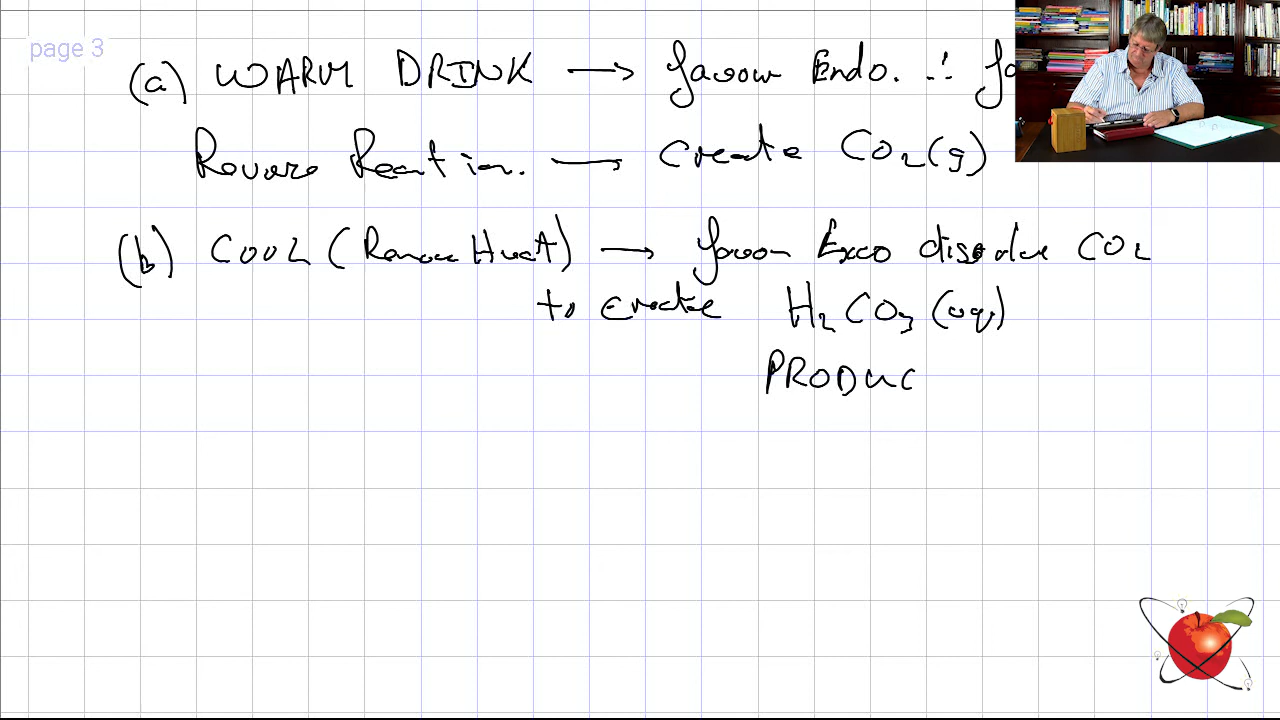 page 3
(a) WARM DRINK → favour Endo. ∴ fa
Reverse Reaction. → Create CO₂(g)
(b) COOL (Remove Heat) → favour Exo dissolve CO₂
to create H₂CO₃(aq)
PRODUC